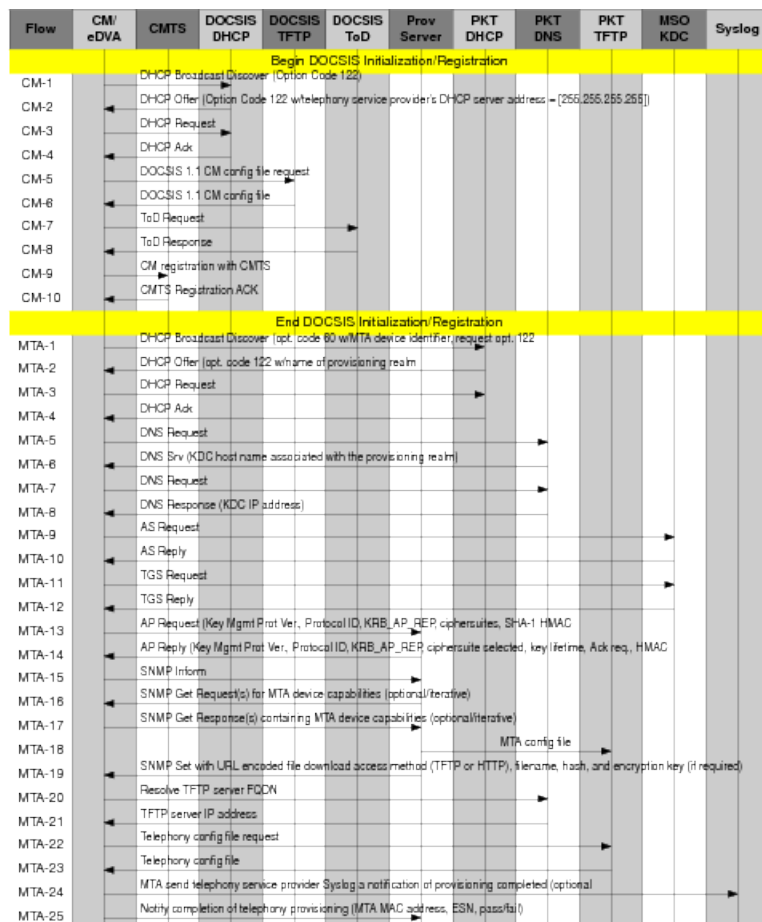 Flow CM/ eDVA CMTS DOCSIS DHCP DOCSIS TFTP DOCSIS ToD Prov Server PKT DHCP PKT DNS PKT TFTP MSO KDC Syslog
Begin DOCSIS Initialization/Registration
CM-1 DHCP Broadcast Discover (Option Code 122)
CM-2 DHCP Offer (Option Code 122 w/telephony service provider's DHCP server address = [255.255.255.255])
CM-3 DHCP Request
CM-4 DHCP Ack
CM-5 DOCSIS 1.1 CM config file request
CM-6 DOCSIS 1.1 CM config file
CM-7 ToD Request
CM-8 ToD Response
CM-9 CM registration with CMTS
CM-10 CMTS Registration ACK
End DOCSIS Initialization/Registration
MTA-1 DHCP Broadcast Discover (opt. code 60 w/MTA device identifier, request opt. 122
MTA-2 DHCP Offer (opt. code 122 w/name of provisioning realm
MTA-3 DHCP Request
MTA-4 DHCP Ack
MTA-5 DNS Request
MTA-6 DNS Srv (KDC host name associated with the provisioning realm)
MTA-7 DNS Request
MTA-8 DNS Response (KDC IP address)
MTA-9 AS Request
MTA-10 AS Reply
MTA-11 TGS Request
MTA-12 TGS Reply
MTA-13 AP Request (Key Mgmt Prot Ver., Protocol ID, KRB_AP_REP, ciphersuites, SHA-1 HMAC
MTA-14 AP Reply (Key Mgmt Prot Ver., Protocol ID, KRB_AP_REP, ciphersuite selected, key lifetime, Ack req., HMAC
MTA-15 SNMP Inform
MTA-16 SNMP Get Request(s) for MTA device capabilities (optional/iterative)
MTA-17 SNMP Get Response(s) containing MTA device capabilities (optional/iterative)
MTA-18 MTA config file
MTA-19 SNMP Set with URL encoded file download access method (TFTP or HTTP), filename, hash, and encryption key (if required)
MTA-20 Resolve TFTP server FQDN
MTA-21 TFTP server IP address
MTA-22 Telephony config file request
MTA-23 Telephony config file
MTA-24 MTA send telephony service provider Syslog a notification of provisioning completed (optional
MTA-25 Notify completion of telephony provisioning (MTA MAC address, ESN, pass/fail)